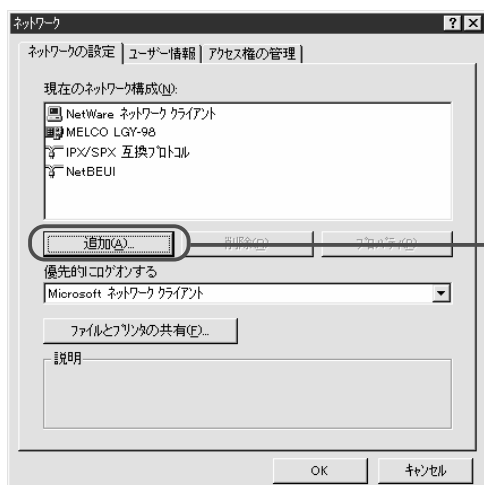 ネットワーク
ネットワークの設定 ユーザー情報 アクセス権の管理
現在のネットワーク構成(N):
NetWare ネットワーク クライアント
MELCO LGY-98
IPX/SPX 互換プロトコル
NetBEUI
追加(A)... 削除(R) プロパティ(P)
優先的にログオンする
Microsoft ネットワーク クライアント
ファイルとプリンタの共有(F)...
説明
OK キャンセル